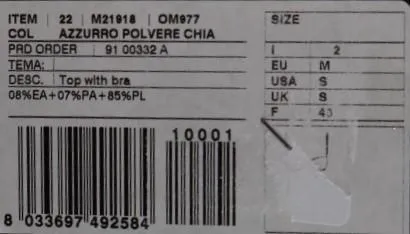 ITEM 22 M21918 OM977
COL AZZURRO POLVERE CHIA
PRD ORDER 91 00332 A
TEMA:
DESC. Top with bra
08%EA+07%PA+85%PL
10001
8 033697 492584
SIZE
I 2
EU M
USA S
UK S
F